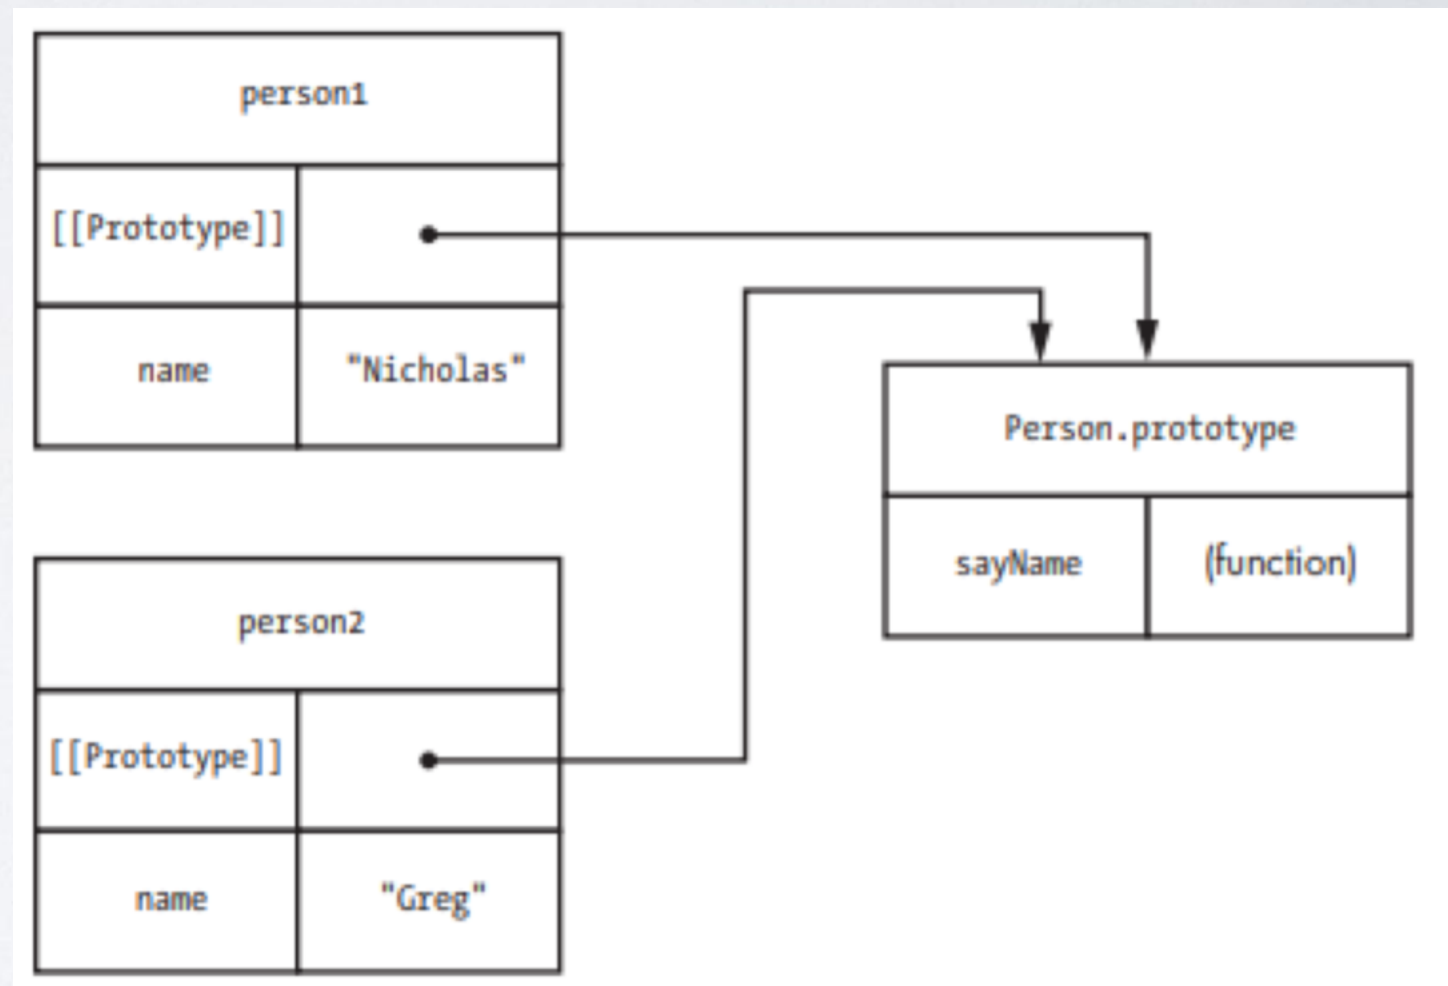 person1
[[Prototype]]
name "Nicholas"
Person.prototype
sayName (function)
person2
[[Prototype]]
name "Greg"